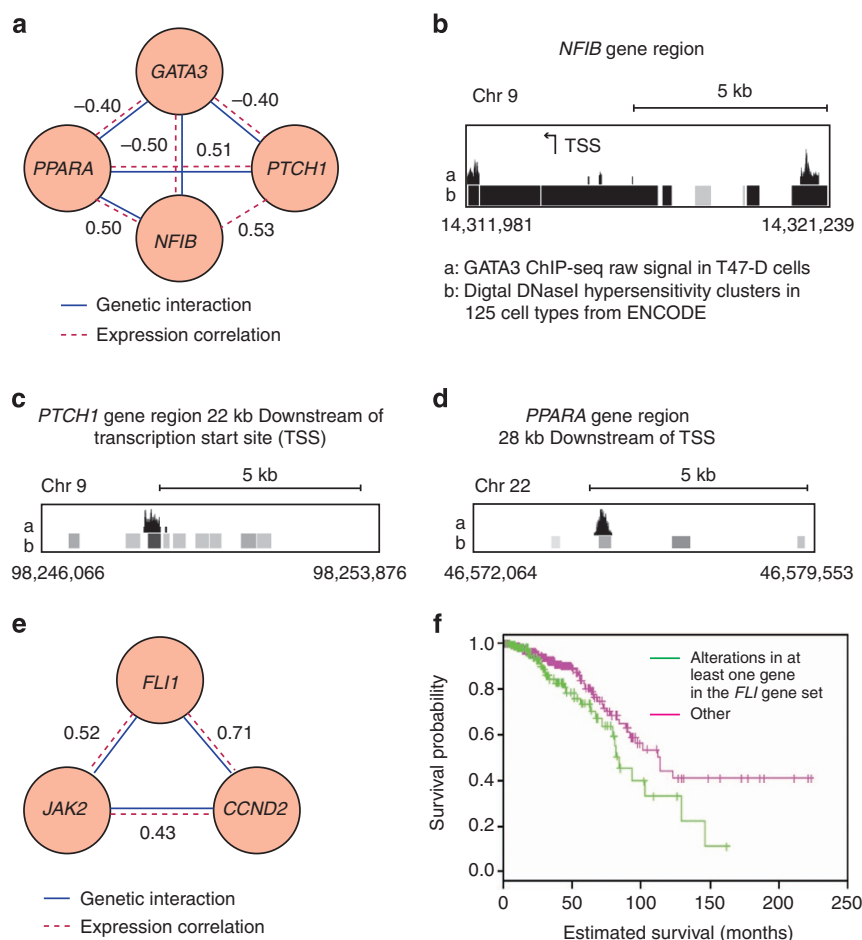 a
GATA3
–0.40
–0.40
–0.50
0.51
PPARA
PTCH1
0.50
0.53
NFIB
Genetic interaction
Expression correlation
b
NFIB gene region
Chr 9
5 kb
TSS
a
b
14,311,981
14,321,239
a: GATA3 ChIP-seq raw signal in T47-D cells
b: Digtal DNaseI hypersensitivity clusters in
125 cell types from ENCODE
c
PTCH1 gene region 22 kb Downstream of
transcription start site (TSS)
Chr 9
5 kb
a
b
98,246,066
98,253,876
d
PPARA gene region
28 kb Downstream of TSS
Chr 22
5 kb
a
b
46,572,064
46,579,553
e
FLI1
0.52
0.71
JAK2
CCND2
0.43
Genetic interaction
Expression correlation
f
Survival probability
1.0
0.8
0.6
0.4
0.2
0.0
Alterations in at
least one gene
in the FLI gene set
Other
0
50
100
150
200
250
Estimated survival (months)